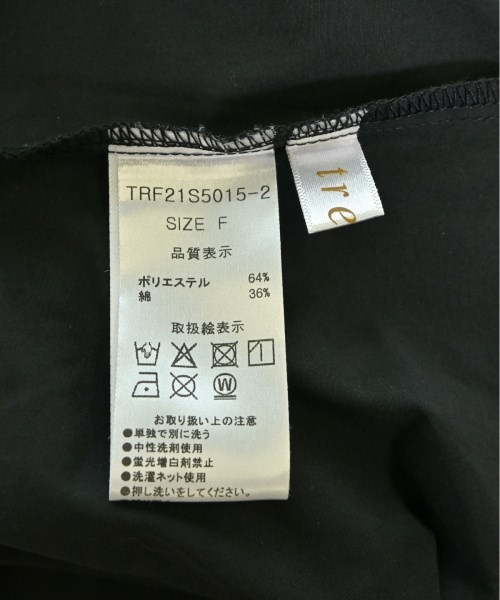 TRF21S5015-2
SIZE F
品質表示
ポリエステル 64%
綿 36%
取扱絵表示
W
お取り扱い上の注意
●単独で別に洗う
●中性洗剤使用
●蛍光増白剤禁止
●洗濯ネット使用
●押し洗いをしてください。
tre